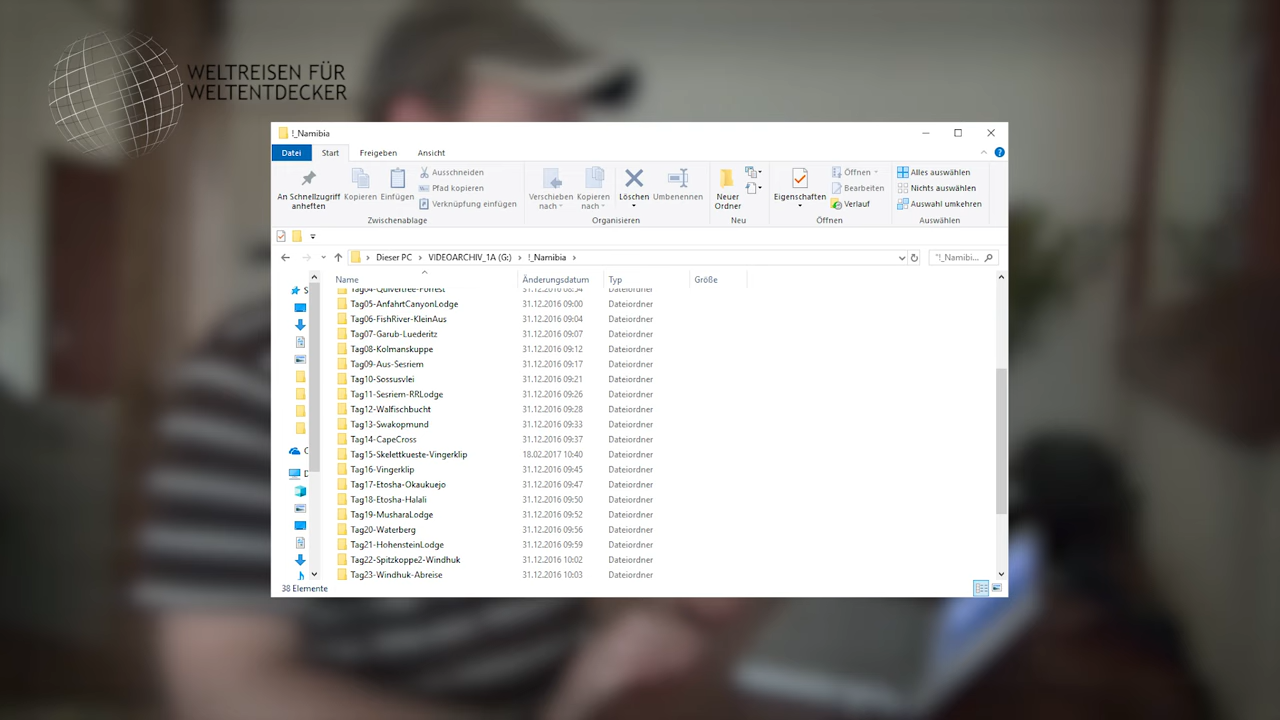 WELTREISEN FÜR
WELTENTDECKER
!_Namibia
Datei Start Freigeben Ansicht
An Schnellzugriff anheften
Kopieren
Einfügen
Ausschneiden
Pfad kopieren
Verknüpfung einfügen
Zwischenablage
Verschieben nach
Kopieren nach
Löschen
Umbenennen
Organisieren
Neuer Ordner
Neu
Eigenschaften
Öffnen
Bearbeiten
Verlauf
Öffnen
Alles auswählen
Nichts auswählen
Auswahl umkehren
Auswählen
Dieser PC > VIDEOARCHIV_1A (G:) > !_Namibia >
"!_Namibi...
Name Änderungsdatum Typ Größe
Tag04-Quivertree-Forrest 31.12.2016 08:54 Dateiordner
Tag05-AnfahrtCanyonLodge 31.12.2016 09:00 Dateiordner
Tag06-FishRiver-KleinAus 31.12.2016 09:04 Dateiordner
Tag07-Garub-Luederitz 31.12.2016 09:07 Dateiordner
Tag08-Kolmanskuppe 31.12.2016 09:12 Dateiordner
Tag09-Aus-Sesriem 31.12.2016 09:17 Dateiordner
Tag10-Sossusvlei 31.12.2016 09:21 Dateiordner
Tag11-Sesriem-RRLodge 31.12.2016 09:26 Dateiordner
Tag12-Walfischbucht 31.12.2016 09:28 Dateiordner
Tag13-Swakopmund 31.12.2016 09:33 Dateiordner
Tag14-CapeCross 31.12.2016 09:37 Dateiordner
Tag15-Skelettkueste-Vingerklip 18.02.2017 10:40 Dateiordner
Tag16-Vingerklip 31.12.2016 09:45 Dateiordner
Tag17-Etosha-Okaukuejo 31.12.2016 09:47 Dateiordner
Tag18-Etosha-Halali 31.12.2016 09:50 Dateiordner
Tag19-MusharaLodge 31.12.2016 09:52 Dateiordner
Tag20-Waterberg 31.12.2016 09:56 Dateiordner
Tag21-HohensteinLodge 31.12.2016 09:59 Dateiordner
Tag22-Spitzkoppe2-Windhuk 31.12.2016 10:02 Dateiordner
Tag23-Windhuk-Abreise 31.12.2016 10:03 Dateiordner
38 Elemente